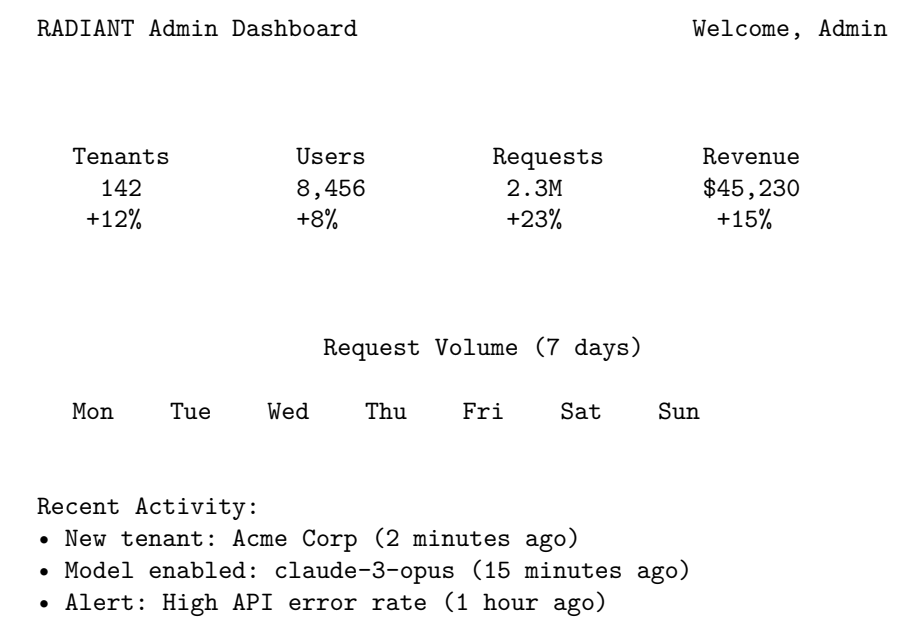 RADIANT Admin Dashboard Welcome, Admin
Tenants Users Requests Revenue
142 8,456 2.3M $45,230
+12% +8% +23% +15%
Request Volume (7 days)
Mon Tue Wed Thu Fri Sat Sun
Recent Activity:
• New tenant: Acme Corp (2 minutes ago)
• Model enabled: claude-3-opus (15 minutes ago)
• Alert: High API error rate (1 hour ago)